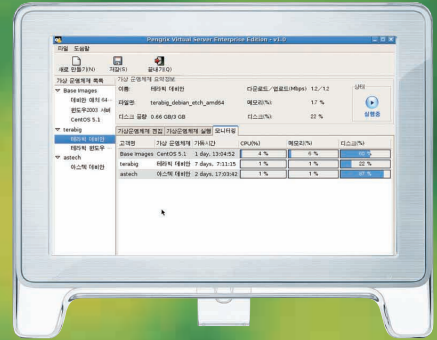 Pengrix Virtual Server Enterprise Edition - v1.0
파일 도움말
새로 만들기(N) 저장(S) 끝내기(Q)
가상 운영체제 목록
Base Images
데비안 에치 64-
윈도우2003 서버
CentOS 5.1
terabig
테라빅 데비안
테라빅 윈도우
astech
아스텍 데비안
가상 운영체제 요약정보
이름: 테라빅 데비안 다운로드/업로드(Mbps) 1.2/1.2
파일명: terabig_debian_etch_amd64 메모리(%): 17 %
디스크 용량 0.66 GB/3 GB 디스크(%): 22 %
상태
실행중
가상운영체제 편집 가상운영체제 실행 모니터링
고객명 가상 운영체제 가동시간 CPU(%) 메모리(%) 디스크(%)
Base Images CentOS 5.1 1 day, 13:04:52 4 % 6 %
terabig 테라빅 데비안 7 days, 7:11:15 1 % 1 % 22 %
astech 아스텍 데비안 2 days, 17:03:42 1 % 1 % 97 %